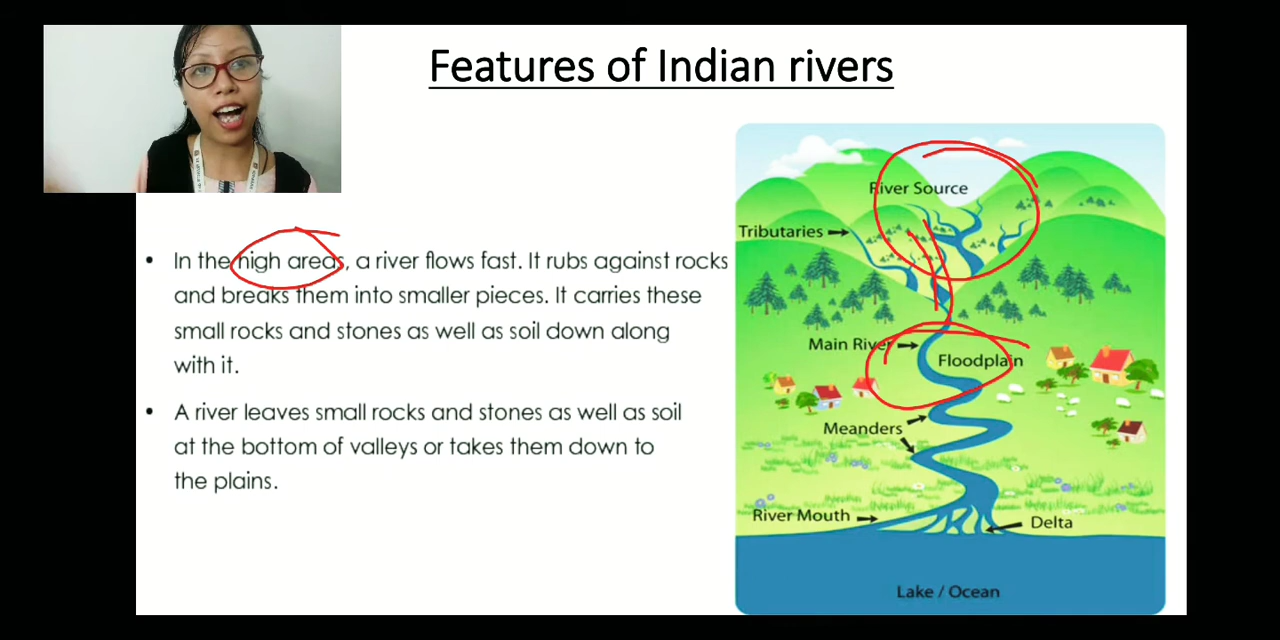 Features of Indian rivers
• In the high areas, a river flows fast. It rubs against rocks
and breaks them into smaller pieces. It carries these
small rocks and stones as well as soil down along
with it.
• A river leaves small rocks and stones as well as soil
at the bottom of valleys or takes them down to
the plains.
River Source
Tributaries
Main River
Floodplain
Meanders
River Mouth
Delta
Lake / Ocean